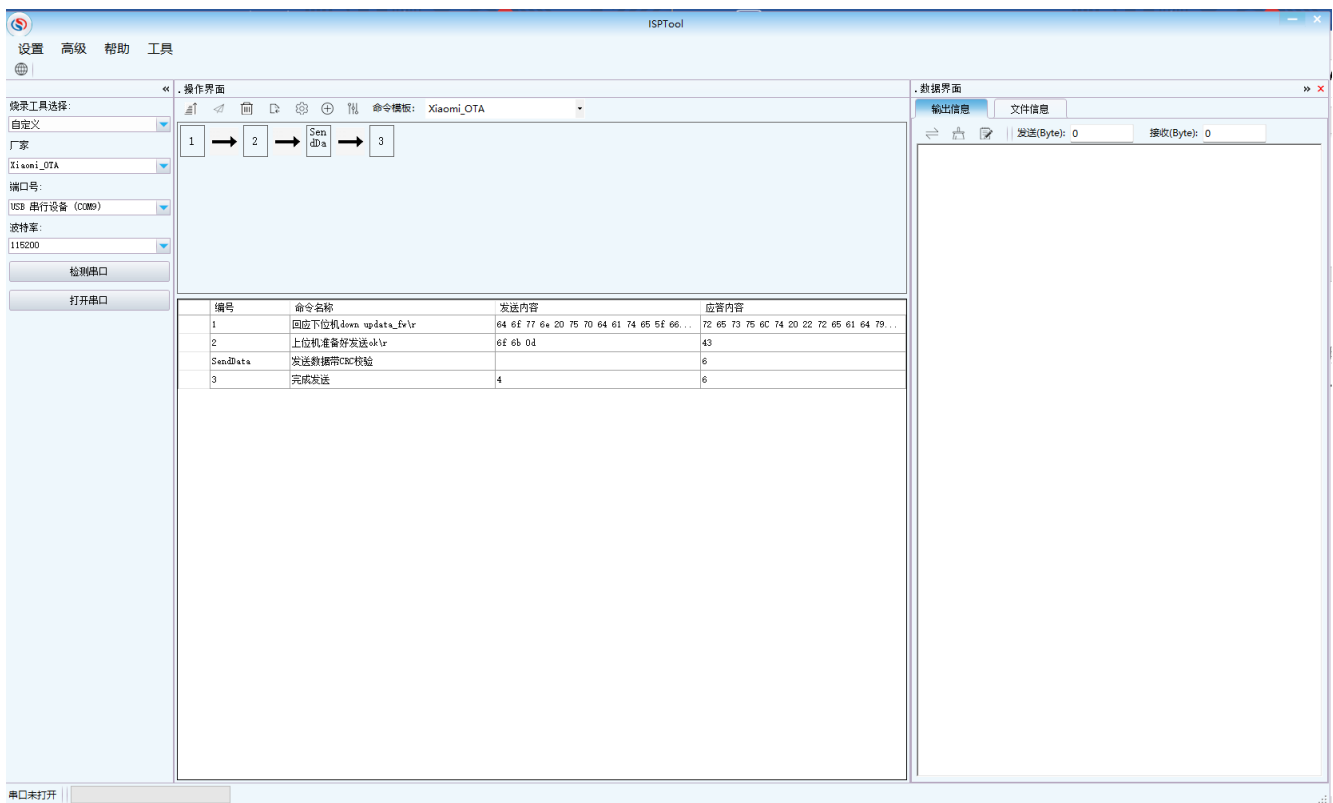 ISPTool
设置 高级 帮助 工具
« .操作界面 .数据界面 » ×
烧录工具选择:
自定义
厂家
Xiaomi_OTA
端口号:
USB 串行设备 (COM9)
波特率:
115200
检测串口
打开串口
命令模板: Xiaomi_OTA
1 2 Sen
dDa 3
编号 命令名称 发送内容 应答内容
1 回应下位机down updata_fw\r 64 6f 77 6e 20 75 70 64 61 74 65 5f 66... 72 65 73 75 6C 74 20 22 72 65 61 64 79...
2 上位机准备好发送ok\r 6f 6b 0d 43
SendData 发送数据带CRC校验 6
3 完成发送 4 6
输出信息 文件信息
发送(Byte): 0 接收(Byte): 0
串口未打开